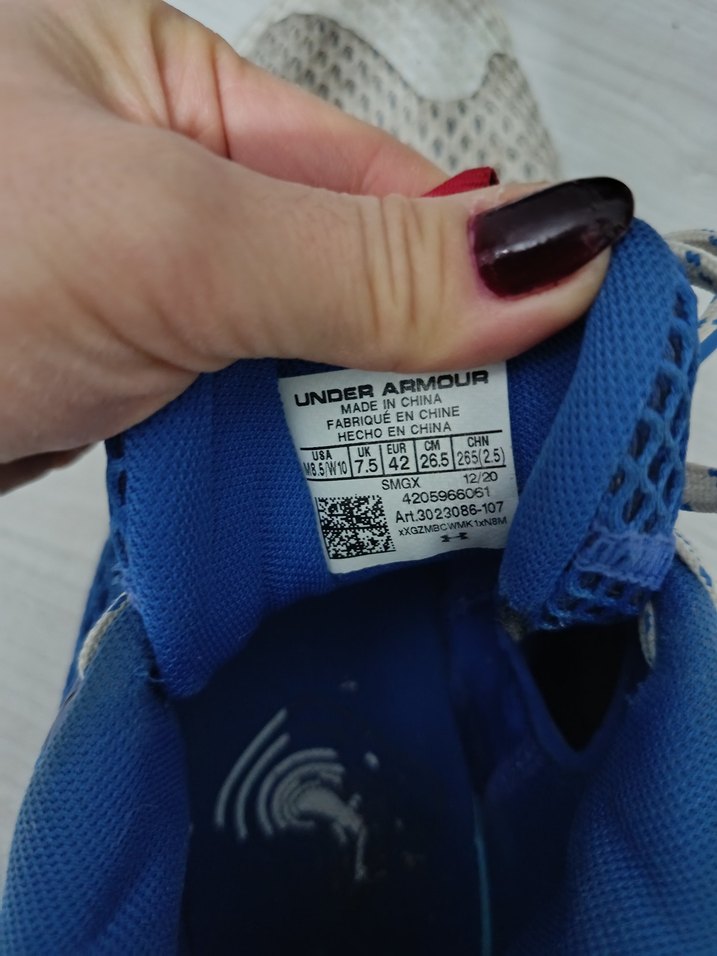 UNDER ARMOUR
MADE IN CHINA
FABRIQUÉ EN CHINE
HECHO EN CHINA
USA UK EUR CM CHN
M8.5/W10 7.5 42 26.5 265(2.5)
SMGX 12/20
4205966061
Art.3023086-107
xXGZMBCWMK1xN8M